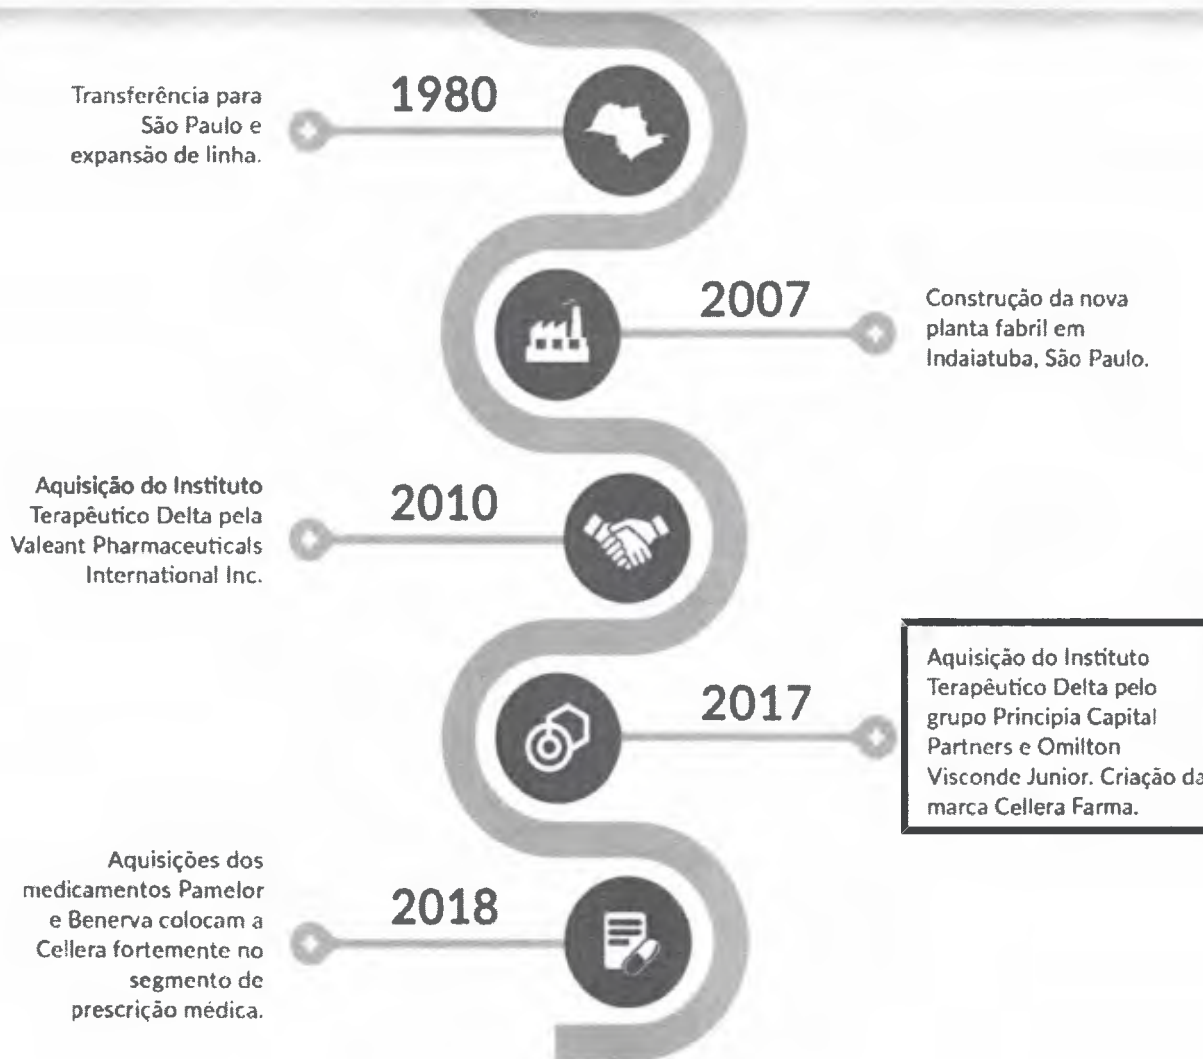 1980
Transferência para
São Paulo e
expansão de linha.
2007
Construção da nova
planta fabril em
Indaiatuba, São Paulo.
2010
Aquisição do Instituto
Terapêutico Delta pela
Valeant Pharmaceuticals
International Inc.
2017
Aquisição do Instituto
Terapêutico Delta pelo
grupo Principia Capital
Partners e Omilton
Visconde Junior. Criação da
marca Cellera Farma.
2018
Aquisições dos
medicamentos Pamelor
e Benerva colocam a
Cellera fortemente no
segmento de
prescrição médica.